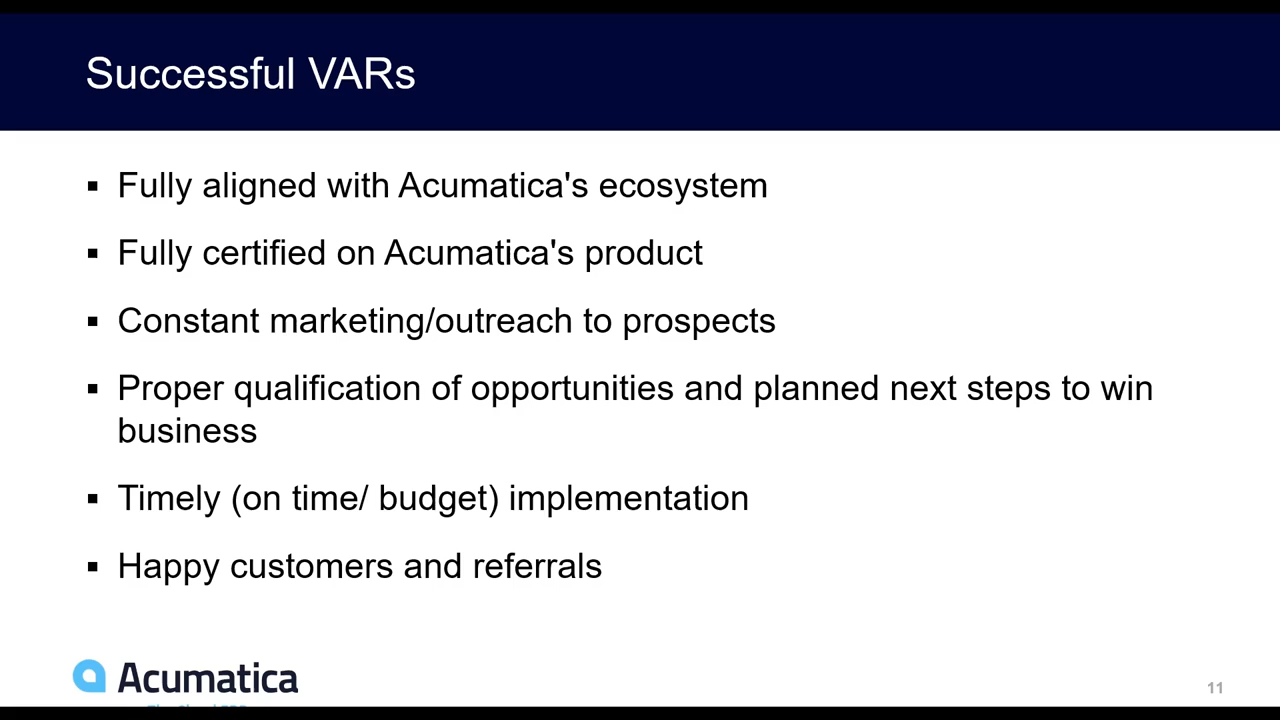 Successful VARs
▪ Fully aligned with Acumatica's ecosystem
▪ Fully certified on Acumatica's product
▪ Constant marketing/outreach to prospects
▪ Proper qualification of opportunities and planned next steps to win
business
▪ Timely (on time/ budget) implementation
▪ Happy customers and referrals
Acumatica
11